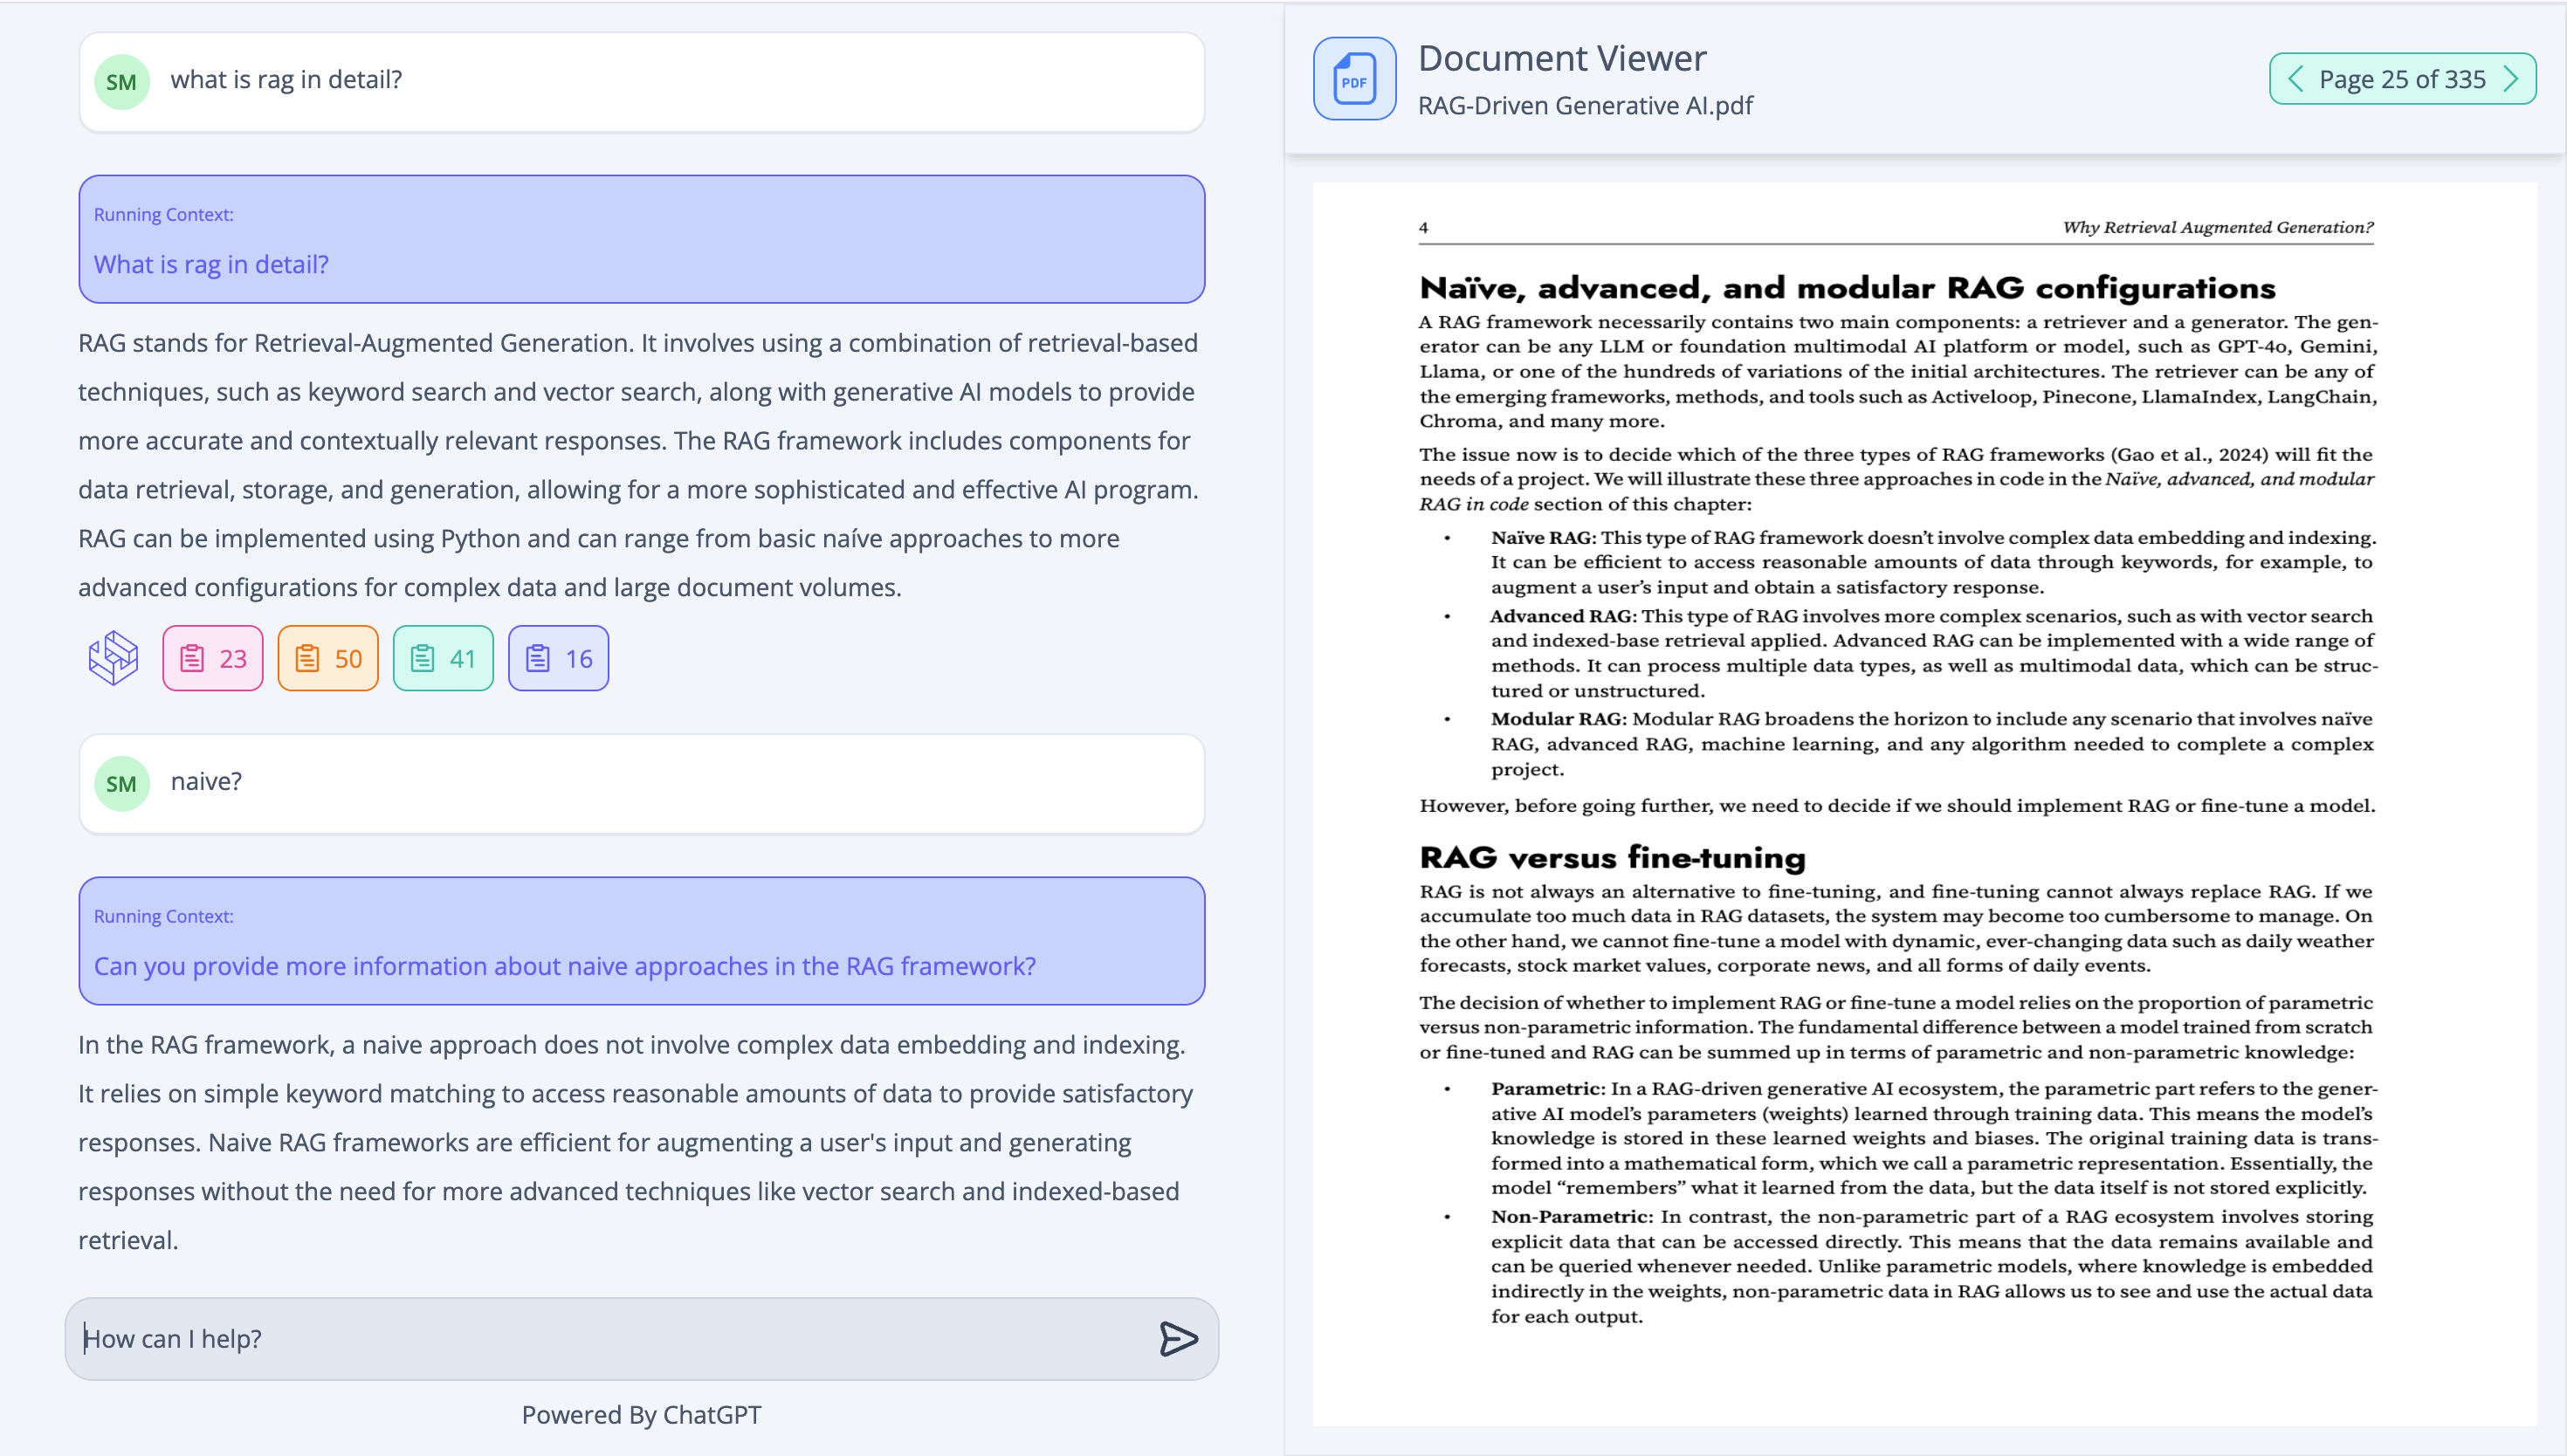 SM
what is rag in detail?
Running Context:
What is rag in detail?
RAG stands for Retrieval-Augmented Generation. It involves using a combination of retrieval-based
techniques, such as keyword search and vector search, along with generative AI models to provide
more accurate and contextually relevant responses. The RAG framework includes components for
data retrieval, storage, and generation, allowing for a more sophisticated and effective AI program.
RAG can be implemented using Python and can range from basic naíve approaches to more
advanced configurations for complex data and large document volumes.
23
50
41
16
SM
naive?
Running Context:
Can you provide more information about naive approaches in the RAG framework?
In the RAG framework, a naive approach does not involve complex data embedding and indexing.
It relies on simple keyword matching to access reasonable amounts of data to provide satisfactory
responses. Naive RAG frameworks are efficient for augmenting a user's input and generating
responses without the need for more advanced techniques like vector search and indexed-based
retrieval.
How can I help?
Powered By ChatGPT
PDF
Document Viewer
RAG-Driven Generative AI.pdf
Page 25 of 335
4
Why Retrieval Augmented Generation?
Naïve, advanced, and modular RAG configurations
A RAG framework necessarily contains two main components: a retriever and a generator. The gen-
erator can be any LLM or foundation multimodal AI platform or model, such as GPT-4o, Gemini,
Llama, or one of the hundreds of variations of the initial architectures. The retriever can be any of
the emerging frameworks, methods, and tools such as Activeloop, Pinecone, LlamaIndex, LangChain,
Chroma, and many more.
The issue now is to decide which of the three types of RAG frameworks (Gao et al., 2024) will fit the
needs of a project. We will illustrate these three approaches in code in the Naïve, advanced, and modular
RAG in code section of this chapter:
• Naïve RAG: This type of RAG framework doesn’t involve complex data embedding and indexing.
It can be efficient to access reasonable amounts of data through keywords, for example, to
augment a user’s input and obtain a satisfactory response.
• Advanced RAG: This type of RAG involves more complex scenarios, such as with vector search
and indexed-base retrieval applied. Advanced RAG can be implemented with a wide range of
methods. It can process multiple data types, as well as multimodal data, which can be struc-
tured or unstructured.
• Modular RAG: Modular RAG broadens the horizon to include any scenario that involves naïve
RAG, advanced RAG, machine learning, and any algorithm needed to complete a complex
project.
However, before going further, we need to decide if we should implement RAG or fine-tune a model.
RAG versus fine-tuning
RAG is not always an alternative to fine-tuning, and fine-tuning cannot always replace RAG. If we
accumulate too much data in RAG datasets, the system may become too cumbersome to manage. On
the other hand, we cannot fine-tune a model with dynamic, ever-changing data such as daily weather
forecasts, stock market values, corporate news, and all forms of daily events.
The decision of whether to implement RAG or fine-tune a model relies on the proportion of parametric
versus non-parametric information. The fundamental difference between a model trained from scratch
or fine-tuned and RAG can be summed up in terms of parametric and non-parametric knowledge:
• Parametric: In a RAG-driven generative AI ecosystem, the parametric part refers to the gener-
ative AI model’s parameters (weights) learned through training data. This means the model’s
knowledge is stored in these learned weights and biases. The original training data is trans-
formed into a mathematical form, which we call a parametric representation. Essentially, the
model “remembers” what it learned from the data, but the data itself is not stored explicitly.
• Non-Parametric: In contrast, the non-parametric part of a RAG ecosystem involves storing
explicit data that can be accessed directly. This means that the data remains available and
can be queried whenever needed. Unlike parametric models, where knowledge is embedded
indirectly in the weights, non-parametric data in RAG allows us to see and use the actual data
for each output.